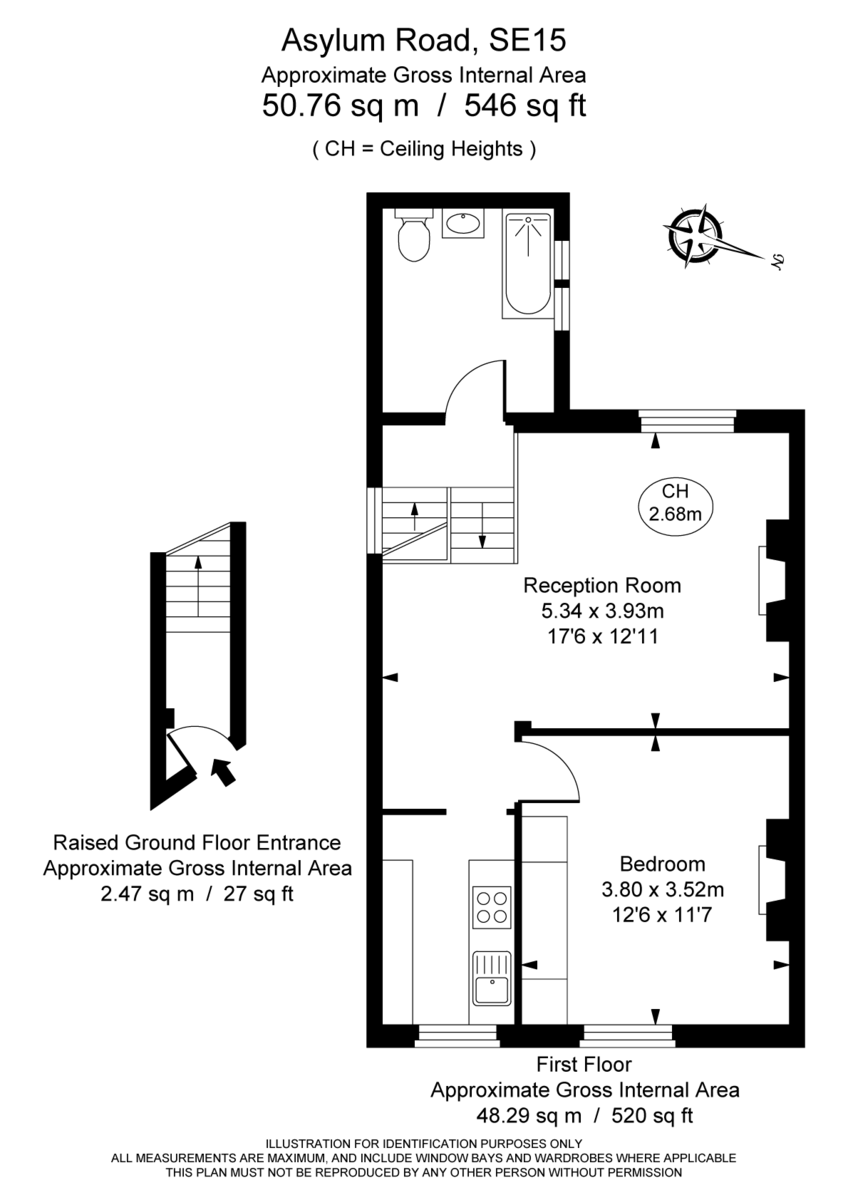 Asylum Road, SE15
Approximate Gross Internal Area
50.76 sq m / 546 sq ft
( CH = Ceiling Heights )
N
CH
2.68m
Reception Room
5.34 x 3.93m
17'6 x 12'11
Raised Ground Floor Entrance
Approximate Gross Internal Area
2.47 sq m / 27 sq ft
Bedroom
3.80 x 3.52m
12'6 x 11'7
First Floor
Approximate Gross Internal Area
48.29 sq m / 520 sq ft
ILLUSTRATION FOR IDENTIFICATION PURPOSES ONLY
ALL MEASUREMENTS ARE MAXIMUM, AND INCLUDE WINDOW BAYS AND WARDROBES WHERE APPLICABLE
THIS PLAN MUST NOT BE REPRODUCED BY ANY OTHER PERSON WITHOUT PERMISSION